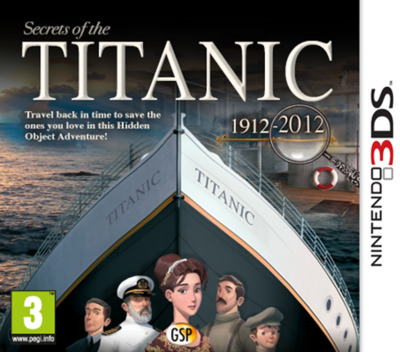 Secrets of the
TITANIC
Travel back in time to save the
ones you love in this Hidden
Object Adventure!
1912-2012
TITANIC
TITANIC
3
www.pegi.info
GSP
NINTENDO 3DS